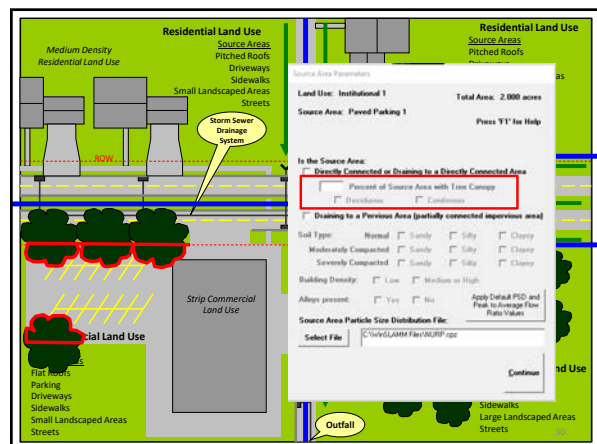 Residential Land Use
Source Areas
Pitched Roofs
Driveways
Sidewalks
Small Landscaped Areas
Streets
Medium Density
Residential Land Use
Residential Land Use
Source Areas
Pitched Roofs
Storm Sewer
Drainage
System
ROW
Source Area Parameters
Land Use: Institutional 1
Total Area: 2.000 acres
Source Area: Paved Parking 1
Press 'F1' for Help
Is the Source Area:
Directly Connected or Draining to a Directly Connected Area
Percent of Source Area with Tree Canopy
Deciduous Coniferous
Draining to a Pervious Area (partially connected impervious area)
Soil Type: Normal Sandy Silty Clayey
Moderately Compacted Sandy Silty Clayey
Severely Compacted Sandy Silty Clayey
Building Density: Low Medium or High
Alleys present: Yes No
Apply Default PSD and
Peak to Average Flow
Ratio Values
Source Area Particle Size Distribution File:
Select File C:\WinSLAMM Files\NURP.cpz
Continue
Strip Commercial
Land Use
Land Use
Flat Roofs
Parking
Driveways
Sidewalks
Small Landscaped Areas
Streets
Outfall
Sidewalks
Large Landscaped Areas
Streets